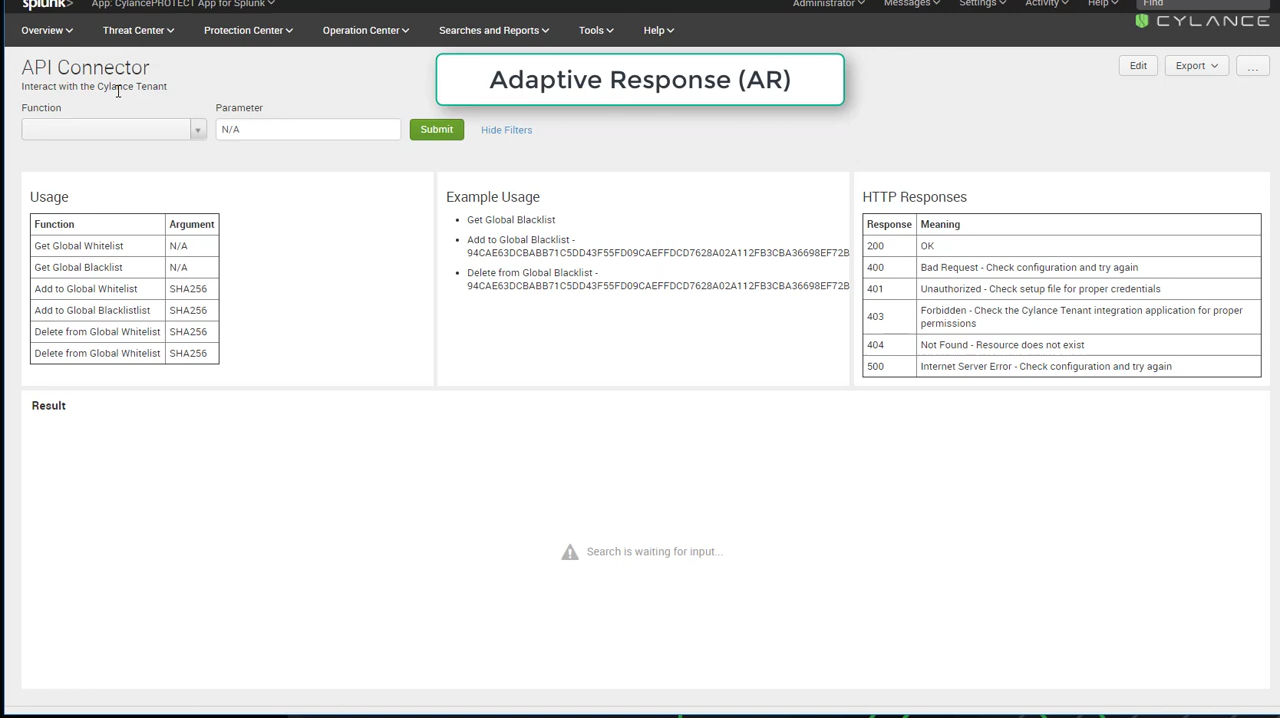 splunk> App: CylancePROTECT App for Splunk Administrator Messages Settings Activity Help Find
Overview Threat Center Protection Center Operation Center Searches and Reports Tools Help CYLANCE
API Connector
Interact with the Cylance Tenant
Adaptive Response (AR)
Edit Export ...
Function Parameter
N/A Submit Hide Filters
Usage
Function Argument
Get Global Whitelist N/A
Get Global Blacklist N/A
Add to Global Whitelist SHA256
Add to Global Blacklistlist SHA256
Delete from Global Whitelist SHA256
Delete from Global Whitelist SHA256
Example Usage
• Get Global Blacklist
• Add to Global Blacklist -
94CAE63DCBABB71C5DD43F55FD09CAEFFDCD7628A02A112FB3CBA36698EF72B
• Delete from Global Blacklist -
94CAE63DCBABB71C5DD43F55FD09CAEFFDCD7628A02A112FB3CBA36698EF72B
HTTP Responses
Response Meaning
200 OK
400 Bad Request - Check configuration and try again
401 Unauthorized - Check setup file for proper credentials
403 Forbidden - Check the Cylance Tenant integration application for proper
permissions
404 Not Found - Resource does not exist
500 Internet Server Error - Check configuration and try again
Result
Search is waiting for input...